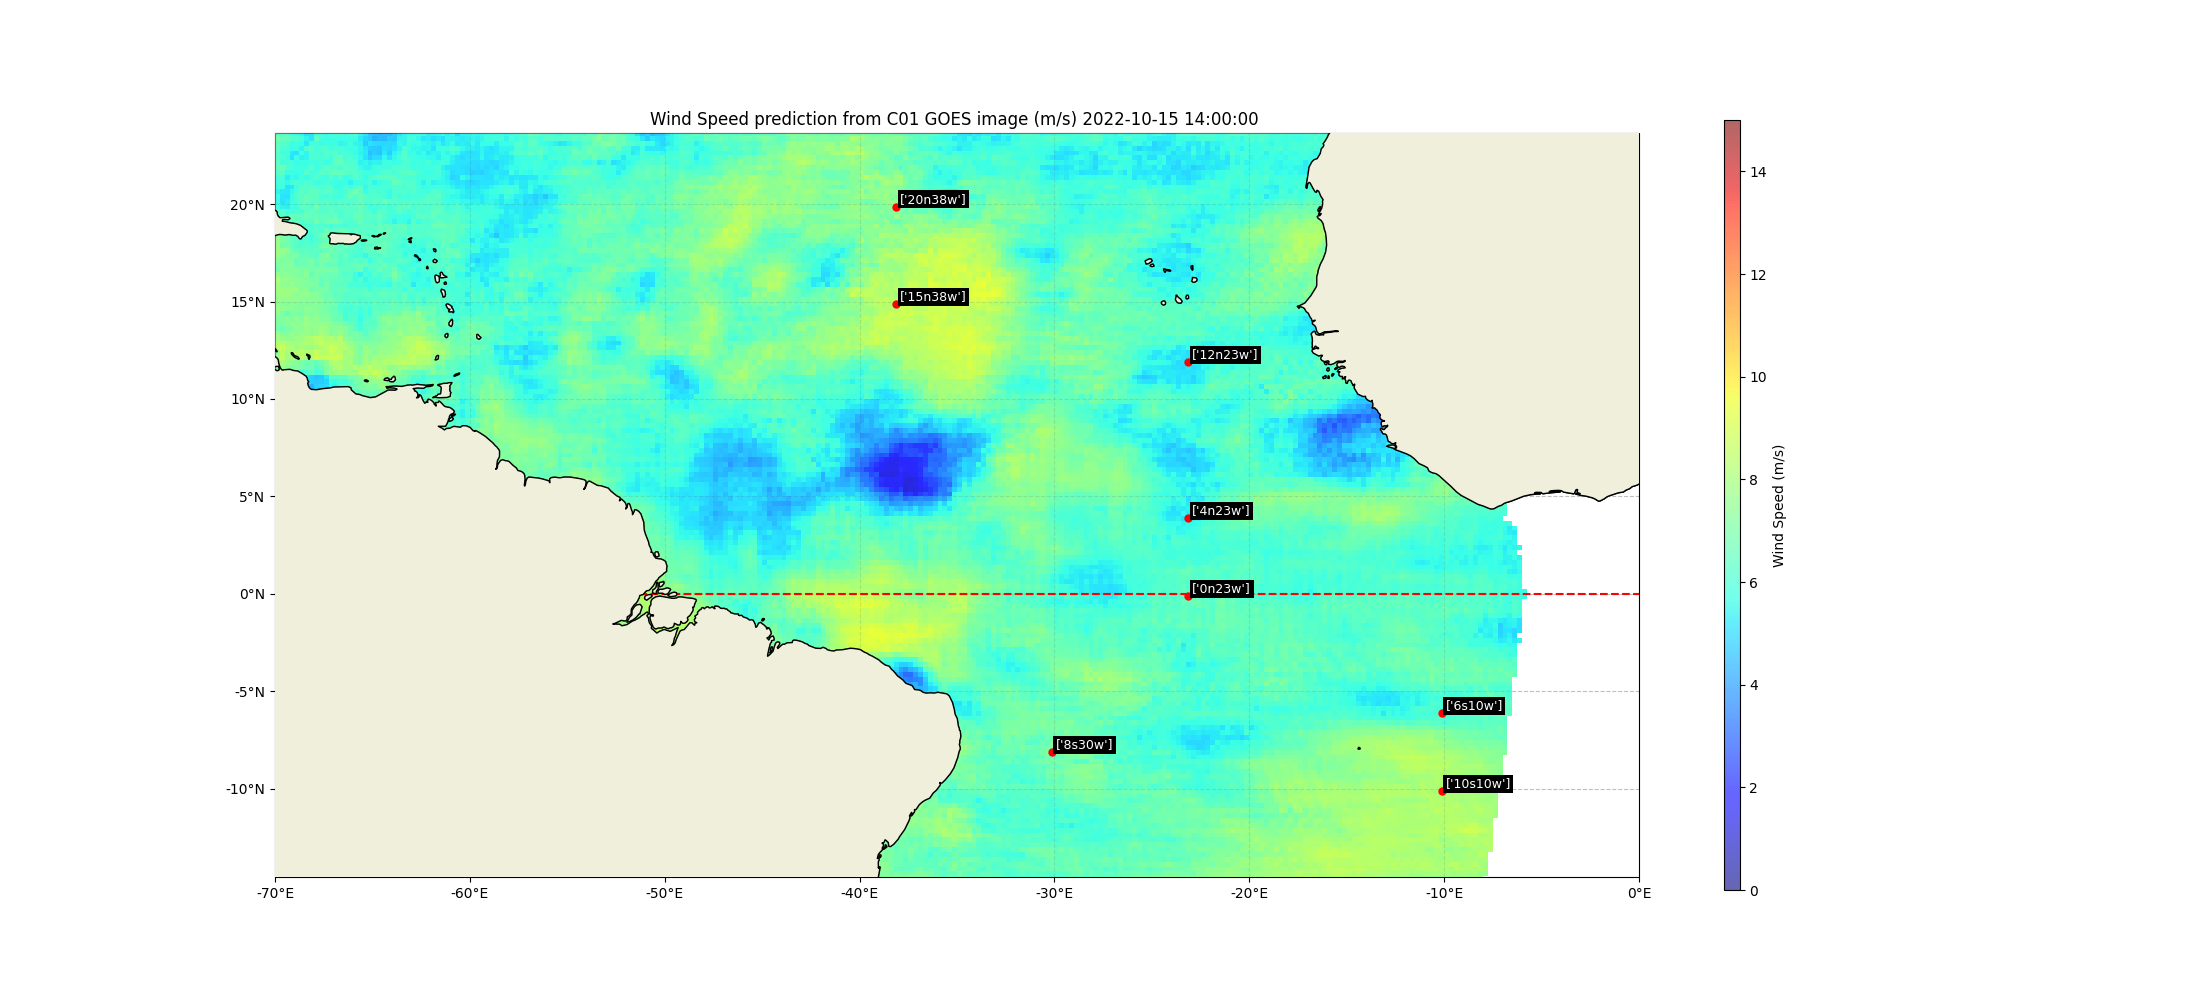 Wind Speed prediction from C01 GOES image (m/s) 2022-10-15 14:00:00
20°N
15°N
10°N
5°N
0°N
-5°N
-10°N
-70°E
-60°E
-50°E
-40°E
-30°E
-20°E
-10°E
0°E
['20n38w']
['15n38w']
['12n23w']
['4n23w']
['0n23w']
['6s10w']
['8s30w']
['10s10w']
14
12
10
8
6
4
2
0
Wind Speed (m/s)